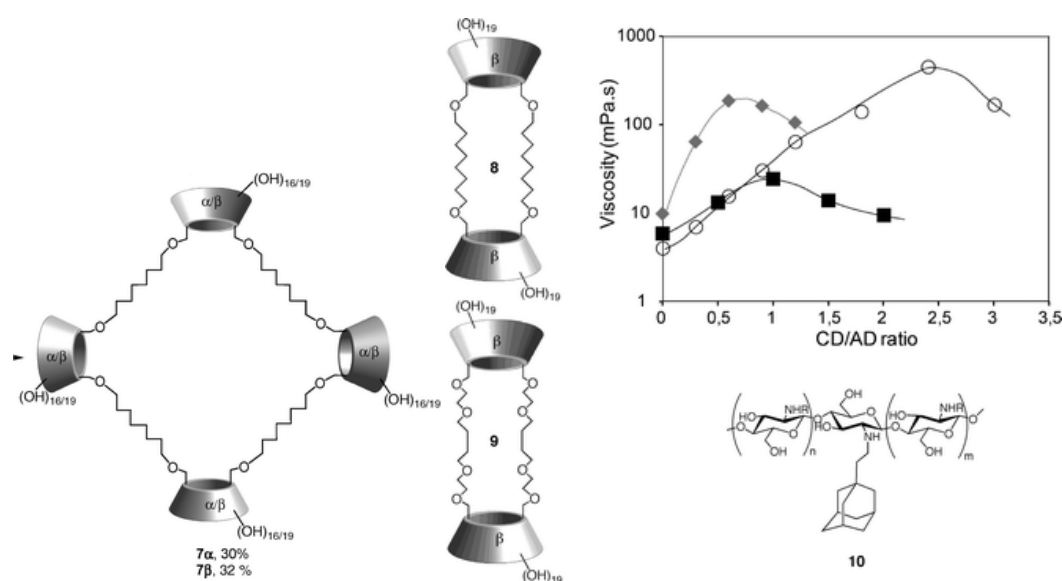 (OH)16/19
α/β
O
O
O
O
α/β
(OH)16/19
α/β
(OH)16/19
O
O
O
O
α/β
(OH)16/19
7α, 30%
7β, 32 %
(OH)19
β
O
O
8
O
O
β
(OH)19
(OH)19
β
O
O
O
O
9
O
O
O
O
β
(OH)19
Viscosity (mPa.s)
1000
100
10
1
0
0,5
1
1,5
2
2,5
3
3,5
CD/AD ratio
HO
NHR
O
OH
n
OH
O
HO
NH
O
HO
NHR
O
OH
m
O
10